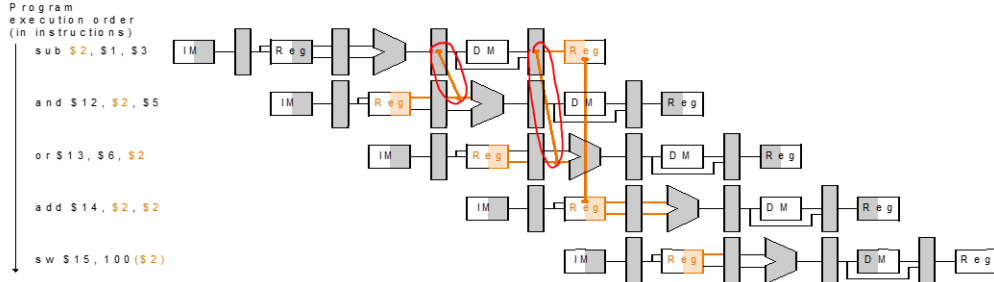 Program
execution order
(in instructions)
sub $2, $1, $3 IM Reg DM Reg
and $12, $2, $5 IM Reg DM Reg
or $13, $6, $2 IM Reg DM Reg
add $14, $2, $2 IM Reg DM Reg
sw $15, 100($2) IM Reg DM Reg